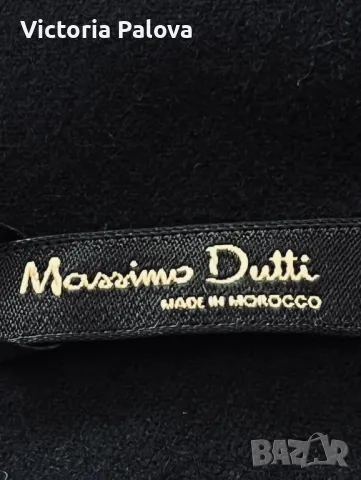 Victoria Palova
Massimo Dutti
MADE IN MOROCCO
BAZAR